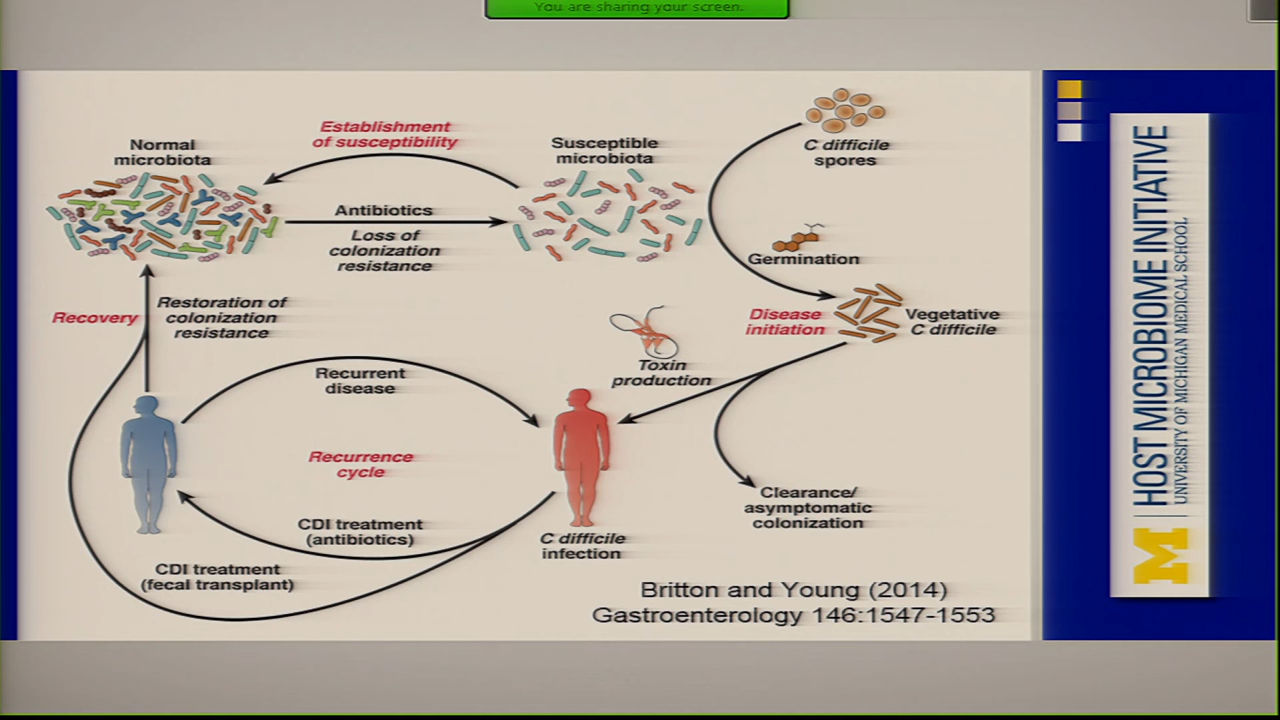 You are sharing your screen.
Normal
microbiota
Establishment
of susceptibility
Susceptible
microbiota
C difficile
spores
Antibiotics
Loss of
colonization
resistance
Germination
Recovery
Restoration of
colonization
resistance
Disease
initiation
Vegetative
C difficile
Toxin
production
Recurrent
disease
Recurrence
cycle
CDI treatment
(antibiotics)
CDI treatment
(fecal transplant)
C difficile
infection
Clearance/
asymptomatic
colonization
Britton and Young (2014)
Gastroenterology 146:1547-1553
M
HOST MICROBIOME INITIATIVE
UNIVERSITY OF MICHIGAN MEDICAL SCHOOL